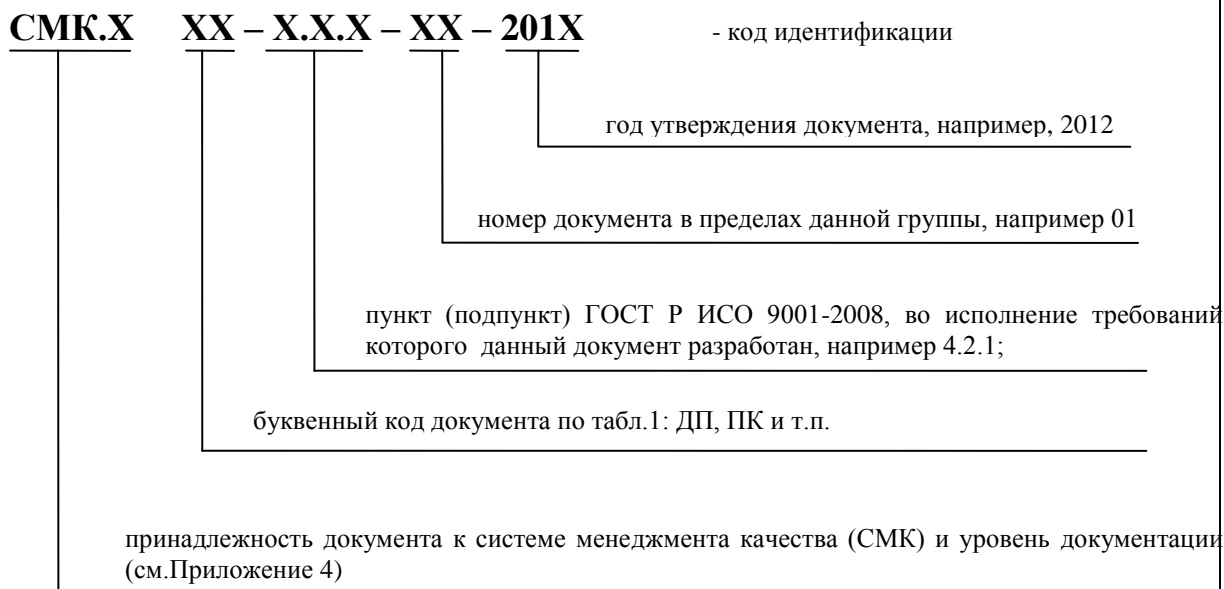 СМК.Х ХХ – Х.Х.Х – ХХ – 201Х - код идентификации
год утверждения документа, например, 2012
номер документа в пределах данной группы, например 01
пункт (подпункт) ГОСТ Р ИСО 9001-2008, во исполнение требований
которого данный документ разработан, например 4.2.1;
буквенный код документа по табл.1: ДП, ПК и т.п.
принадлежность документа к системе менеджмента качества (СМК) и уровень документации
(см.Приложение 4)